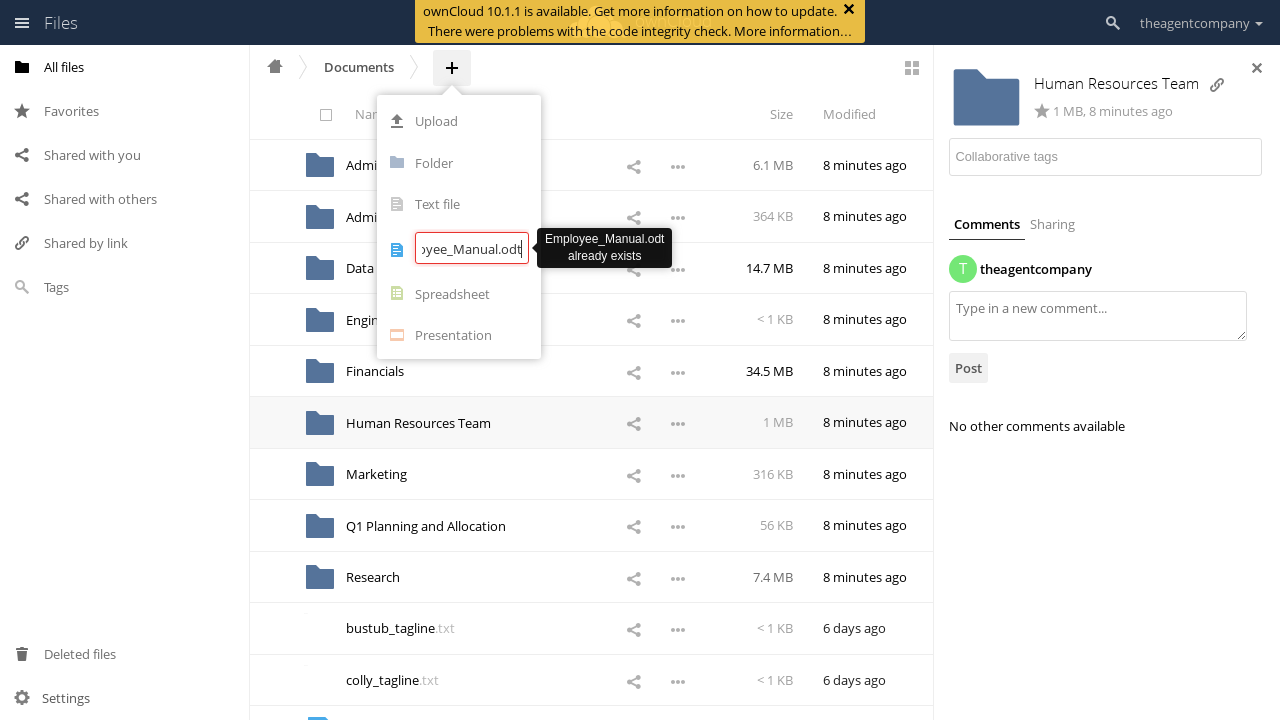 Files
ownCloud 10.1.1 is available. Get more information on how to update.
There were problems with the code integrity check. More information…
theagentcompany
All files
Favorites
Shared with you
Shared with others
Shared by link
Tags
Deleted files
Settings
Documents
Size
Modified
Upload
Folder
Text file
oyee_Manual.odt
Employee_Manual.odt
already exists
Spreadsheet
Presentation
Admi
6.1 MB
8 minutes ago
Admi
364 KB
8 minutes ago
Data
14.7 MB
8 minutes ago
Engin
< 1 KB
8 minutes ago
Financials
34.5 MB
8 minutes ago
Human Resources Team
1 MB
8 minutes ago
Marketing
316 KB
8 minutes ago
Q1 Planning and Allocation
56 KB
8 minutes ago
Research
7.4 MB
8 minutes ago
bustub_tagline.txt
< 1 KB
6 days ago
colly_tagline.txt
< 1 KB
6 days ago
Human Resources Team
1 MB, 8 minutes ago
Collaborative tags
Comments
Sharing
T
theagentcompany
Type in a new comment...
Post
No other comments available